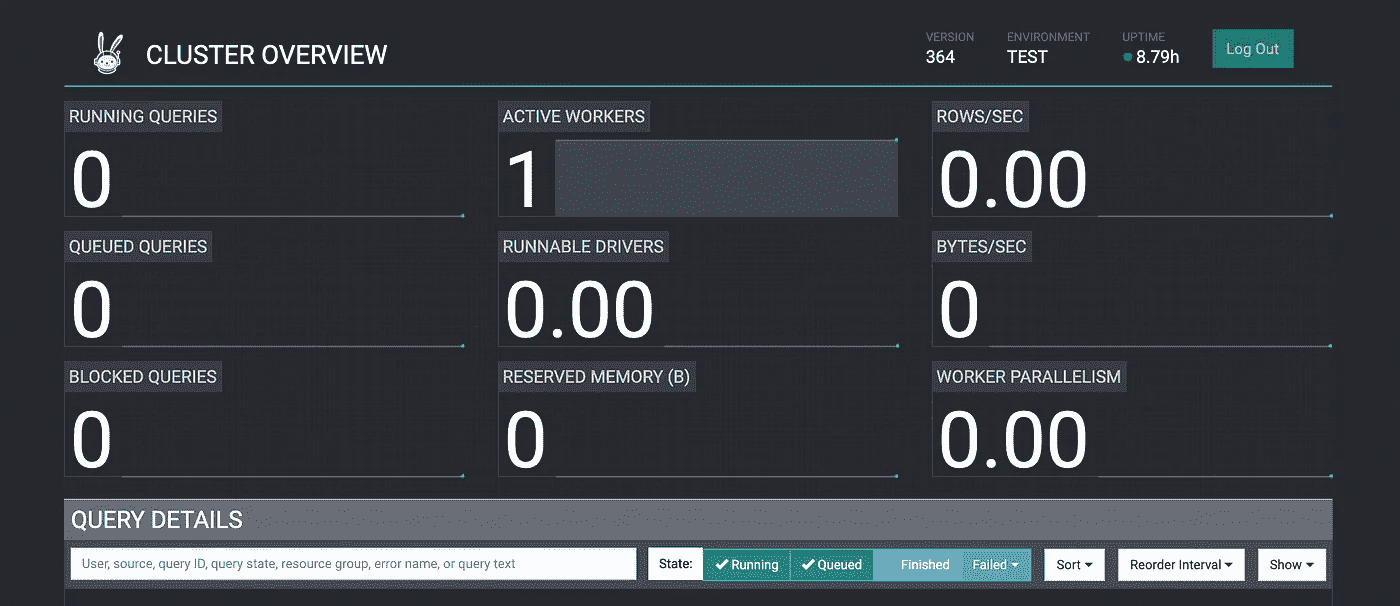 CLUSTER OVERVIEW
VERSION
364
ENVIRONMENT
TEST
UPTIME
8.79h
Log Out
RUNNING QUERIES
0
ACTIVE WORKERS
1
ROWS/SEC
0.00
QUEUED QUERIES
0
RUNNABLE DRIVERS
0.00
BYTES/SEC
0
BLOCKED QUERIES
0
RESERVED MEMORY (B)
0
WORKER PARALLELISM
0.00
QUERY DETAILS
User, source, query ID, query state, resource group, error name, or query text
State:
Running
Queued
Finished
Failed
Sort
Reorder Interval
Show